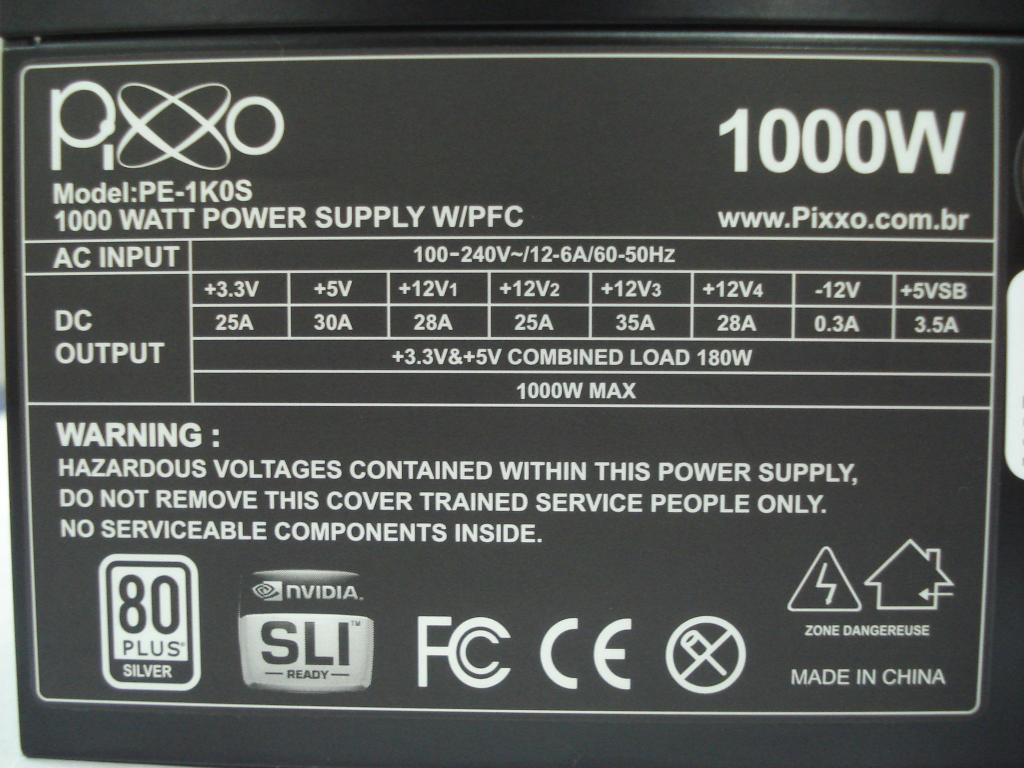 Pixxo
1000W
Model:PE-1K0S
1000 WATT POWER SUPPLY W/PFC
www.Pixxo.com.br
AC INPUT 100-240V~/12-6A/60-50Hz
DC OUTPUT
+3.3V +5V +12V1 +12V2 +12V3 +12V4 -12V +5VSB
25A 30A 28A 25A 35A 28A 0.3A 3.5A
+3.3V&+5V COMBINED LOAD 180W
1000W MAX
WARNING :
HAZARDOUS VOLTAGES CONTAINED WITHIN THIS POWER SUPPLY,
DO NOT REMOVE THIS COVER TRAINED SERVICE PEOPLE ONLY.
NO SERVICEABLE COMPONENTS INSIDE.
80
PLUS®
SILVER
NVIDIA.
SLI™
READY
FC
CE
ZONE DANGEREUSE
MADE IN CHINA